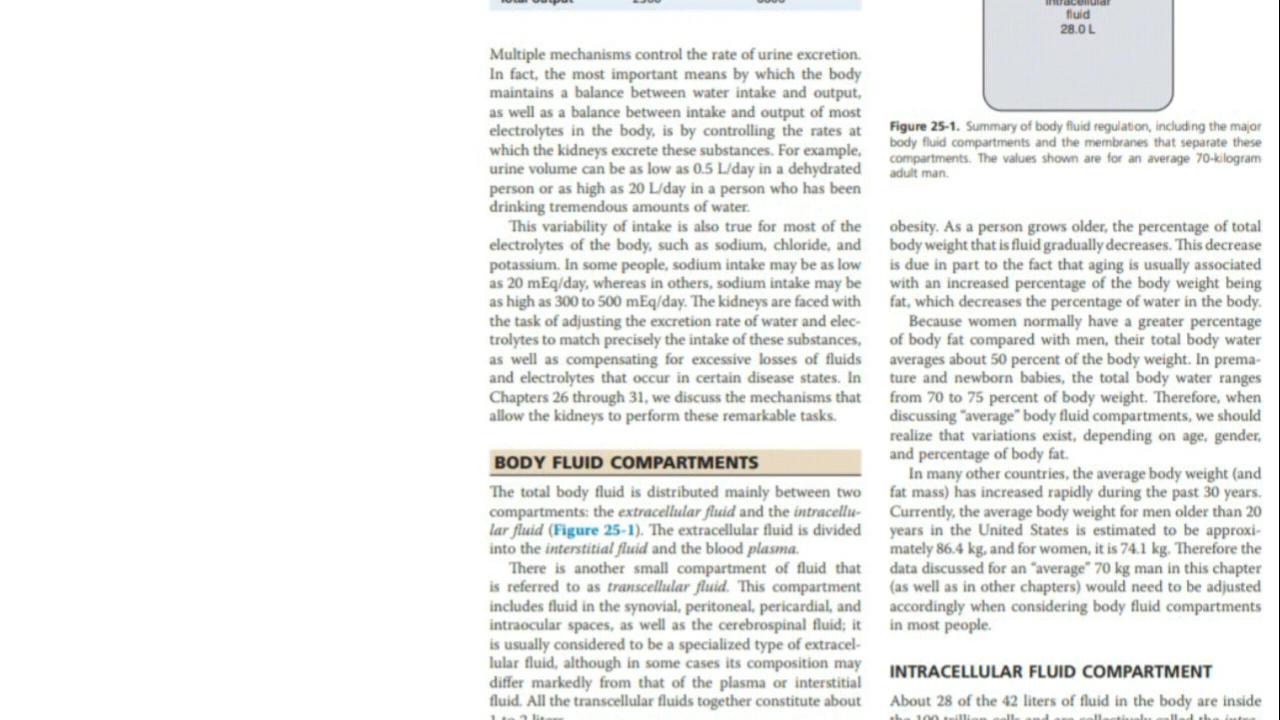 Total output 2300 6600
Multiple mechanisms control the rate of urine excretion.
In fact, the most important means by which the body
maintains a balance between water intake and output,
as well as a balance between intake and output of most
electrolytes in the body, is by controlling the rates at
which the kidneys excrete these substances. For example,
urine volume can be as low as 0.5 L/day in a dehydrated
person or as high as 20 L/day in a person who has been
drinking tremendous amounts of water.
This variability of intake is also true for most of the
electrolytes of the body, such as sodium, chloride, and
potassium. In some people, sodium intake may be as low
as 20 mEq/day, whereas in others, sodium intake may be
as high as 300 to 500 mEq/day. The kidneys are faced with
the task of adjusting the excretion rate of water and elec-
trolytes to match precisely the intake of these substances,
as well as compensating for excessive losses of fluids
and electrolytes that occur in certain disease states. In
Chapters 26 through 31, we discuss the mechanisms that
allow the kidneys to perform these remarkable tasks.
BODY FLUID COMPARTMENTS
The total body fluid is distributed mainly between two
compartments: the extracellular fluid and the intracellu-
lar fluid (Figure 25-1). The extracellular fluid is divided
into the interstitial fluid and the blood plasma.
There is another small compartment of fluid that
is referred to as transcellular fluid. This compartment
includes fluid in the synovial, peritoneal, pericardial, and
intraocular spaces, as well as the cerebrospinal fluid; it
is usually considered to be a specialized type of extracel-
lular fluid, although in some cases its composition may
differ markedly from that of the plasma or interstitial
fluid. All the transcellular fluids together constitute about
1 to 2 liters.
Intracellular
fluid
28.0 L
Figure 25-1. Summary of body fluid regulation, including the major
body fluid compartments and the membranes that separate these
compartments. The values shown are for an average 70-kilogram
adult man.
obesity. As a person grows older, the percentage of total
body weight that is fluid gradually decreases. This decrease
is due in part to the fact that aging is usually associated
with an increased percentage of the body weight being
fat, which decreases the percentage of water in the body.
Because women normally have a greater percentage
of body fat compared with men, their total body water
averages about 50 percent of the body weight. In prema-
ture and newborn babies, the total body water ranges
from 70 to 75 percent of body weight. Therefore, when
discussing “average” body fluid compartments, we should
realize that variations exist, depending on age, gender,
and percentage of body fat.
In many other countries, the average body weight (and
fat mass) has increased rapidly during the past 30 years.
Currently, the average body weight for men older than 20
years in the United States is estimated to be approxi-
mately 86.4 kg, and for women, it is 74.1 kg. Therefore the
data discussed for an “average” 70 kg man in this chapter
(as well as in other chapters) would need to be adjusted
accordingly when considering body fluid compartments
in most people.
INTRACELLULAR FLUID COMPARTMENT
About 28 of the 42 liters of fluid in the body are inside
the 100 trillion cells and are collectively called the intra-